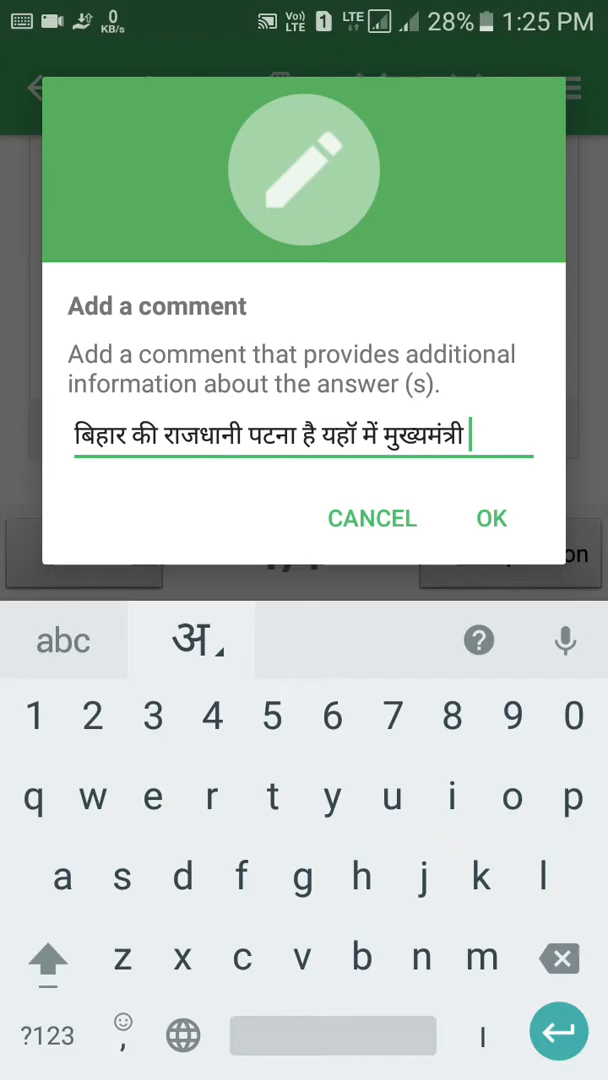 0
KB/s
Vo))
LTE
1
LTE
28%
1:25 PM
Add a comment
Add a comment that provides additional
information about the answer (s).
बिहार की राजधानी पटना है यहॉ में मुख्यमंत्री
CANCEL
OK
on
abc
अ
?
1 2 3 4 5 6 7 8 9 0
q w e r t y u i o p
a s d f g h j k l
z x c v b n m
?123
,
।